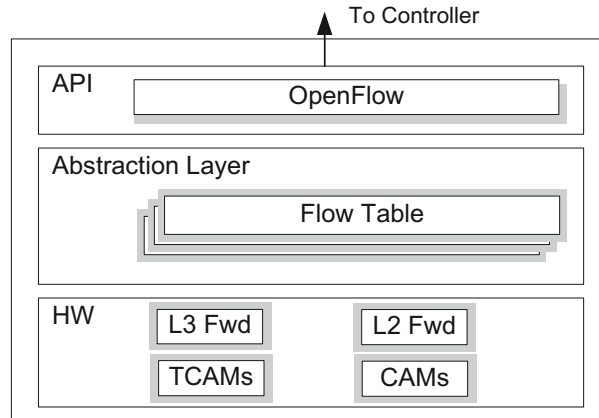 To Controller
API
OpenFlow
Abstraction Layer
Flow Table
HW
L3 Fwd
L2 Fwd
TCAMs
CAMs